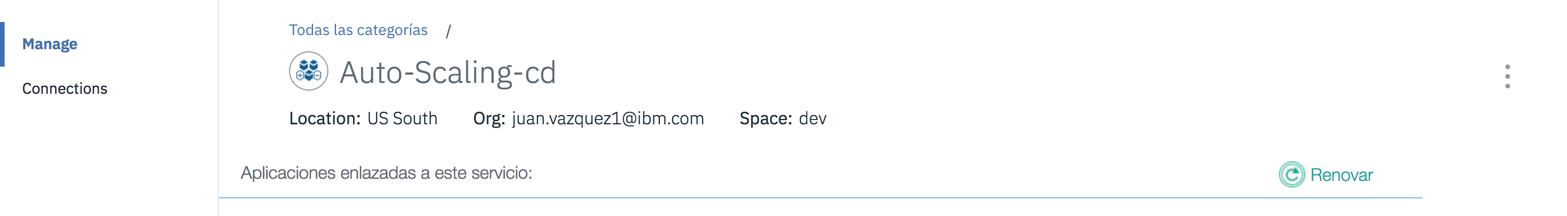 Manage
Connections
Todas las categorías /
Auto-Scaling-cd
Location: US South Org: juan.vazquez1@ibm.com Space: dev
Aplicaciones enlazadas a este servicio:
Renovar